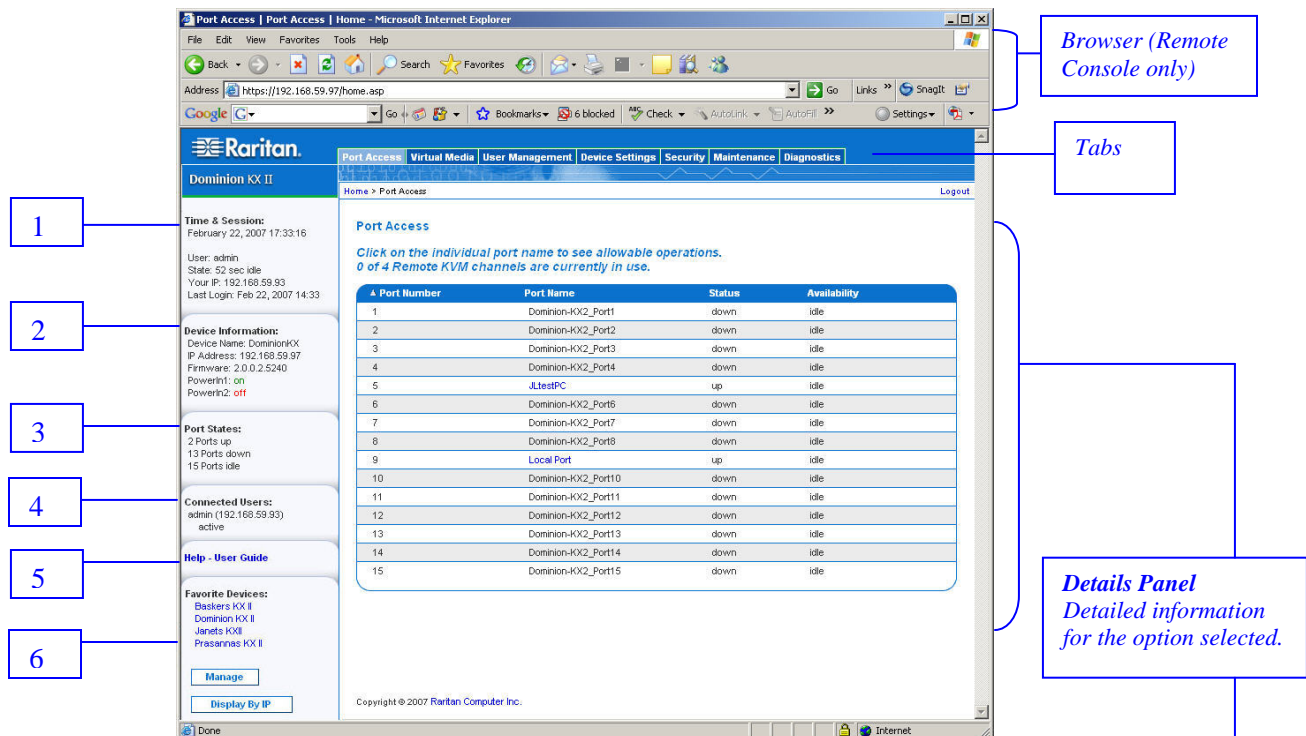 Port Access | Port Access | Home - Microsoft Internet Explorer
File Edit View Favorites Tools Help
Back Search Favorites
Address https://192.168.59.97/home.asp Go Links » SnagIt
Google G Go Bookmarks 6 blocked ABC Check AutoLink AutoFill » Settings
Browser (Remote Console only)
Raritan.
Dominion KX II
Port Access Virtual Media User Management Device Settings Security Maintenance Diagnostics
Tabs
Home > Port Access Logout
1
Time & Session:
February 22, 2007 17:33:16
User: admin
State: 52 sec idle
Your IP: 192.168.59.93
Last Login: Feb 22, 2007 14:33
2
Device Information:
Device Name: DominionKX
IP Address: 192.168.59.97
Firmware: 2.0.0.2.5240
PowerIn1: on
PowerIn2: off
3
Port States:
2 Ports up
13 Ports down
15 Ports idle
4
Connected Users:
admin (192.168.59.93)
active
5
Help - User Guide
6
Favorite Devices:
Baskers KX II
Dominion KX II
Janets KXII
Prasannas KX II
Manage
Display By IP
Port Access
Click on the individual port name to see allowable operations.
0 of 4 Remote KVM channels are currently in use.
▲ Port Number Port Name Status Availability
1 Dominion-KX2_Port1 down idle
2 Dominion-KX2_Port2 down idle
3 Dominion-KX2_Port3 down idle
4 Dominion-KX2_Port4 down idle
5 JLtestPC up idle
6 Dominion-KX2_Port6 down idle
7 Dominion-KX2_Port7 down idle
8 Dominion-KX2_Port8 down idle
9 Local Port up idle
10 Dominion-KX2_Port10 down idle
11 Dominion-KX2_Port11 down idle
12 Dominion-KX2_Port12 down idle
13 Dominion-KX2_Port13 down idle
14 Dominion-KX2_Port14 down idle
15 Dominion-KX2_Port15 down idle
Copyright © 2007 Raritan Computer Inc.
Details Panel
Detailed information
for the option selected.
Done Internet